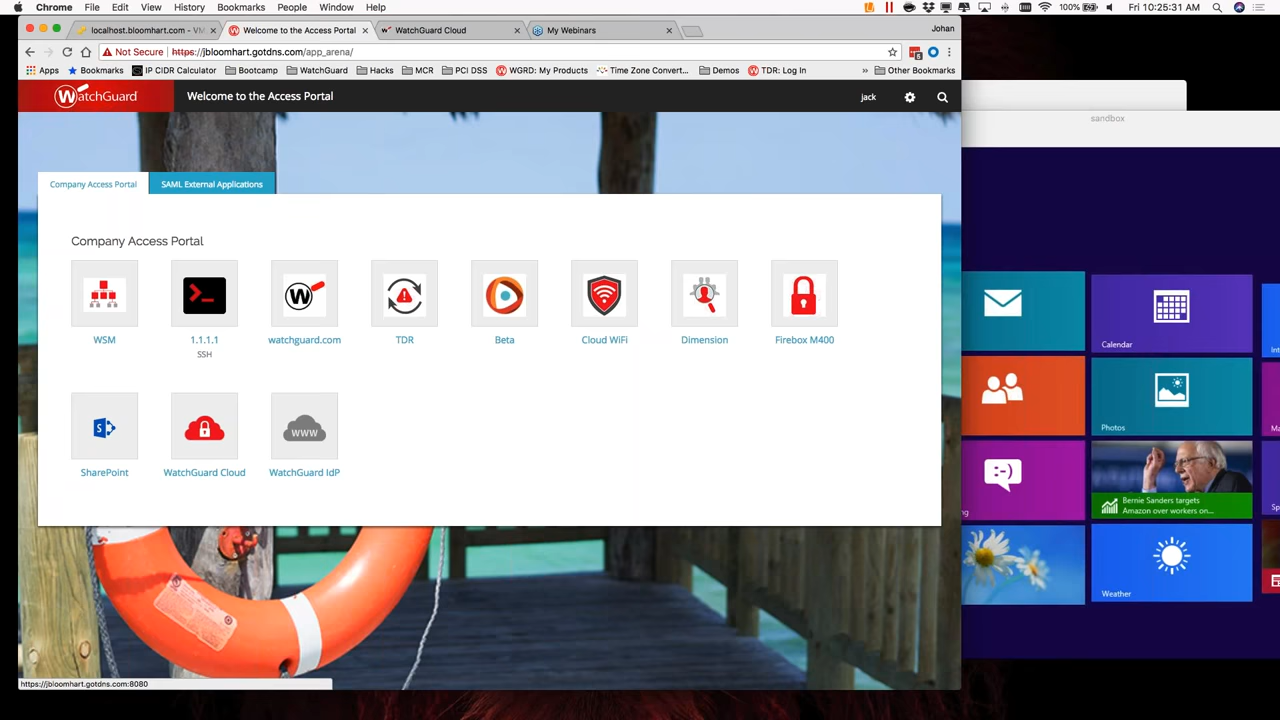 Chrome File Edit View History Bookmarks People Window Help 100% Fri 10:25:31 AM
localhost.bloomhart.com - VM
Welcome to the Access Portal
WatchGuard Cloud
My Webinars
Johan
Not Secure https://jbloomhart.gotdns.com/app_arena/
Apps Bookmarks IP CIDR Calculator Bootcamp WatchGuard Hacks MCR PCI DSS WGRD: My Products Time Zone Convert... Demos TDR: Log In » Other Bookmarks
WatchGuard Welcome to the Access Portal jack
sandbox
Company Access Portal SAML External Applications
Company Access Portal
WSM
1.1.1.1
SSH
watchguard.com
TDR
Beta
Cloud WiFi
Dimension
Firebox M400
SharePoint
WatchGuard Cloud
WWW
WatchGuard IdP
Calendar
Photos
Bernie Sanders targets
Amazon over workers on...
Weather
https://jbloomhart.gotdns.com:8080